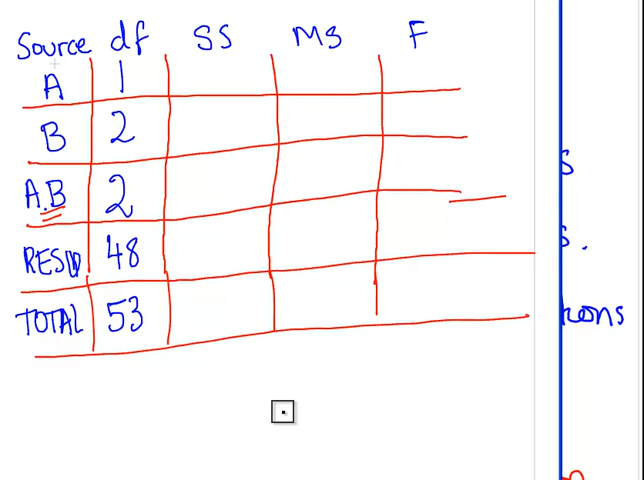 Source df SS MS F
A 1
B 2
A.B 2
RESID 48
TOTAL 53
s
s.